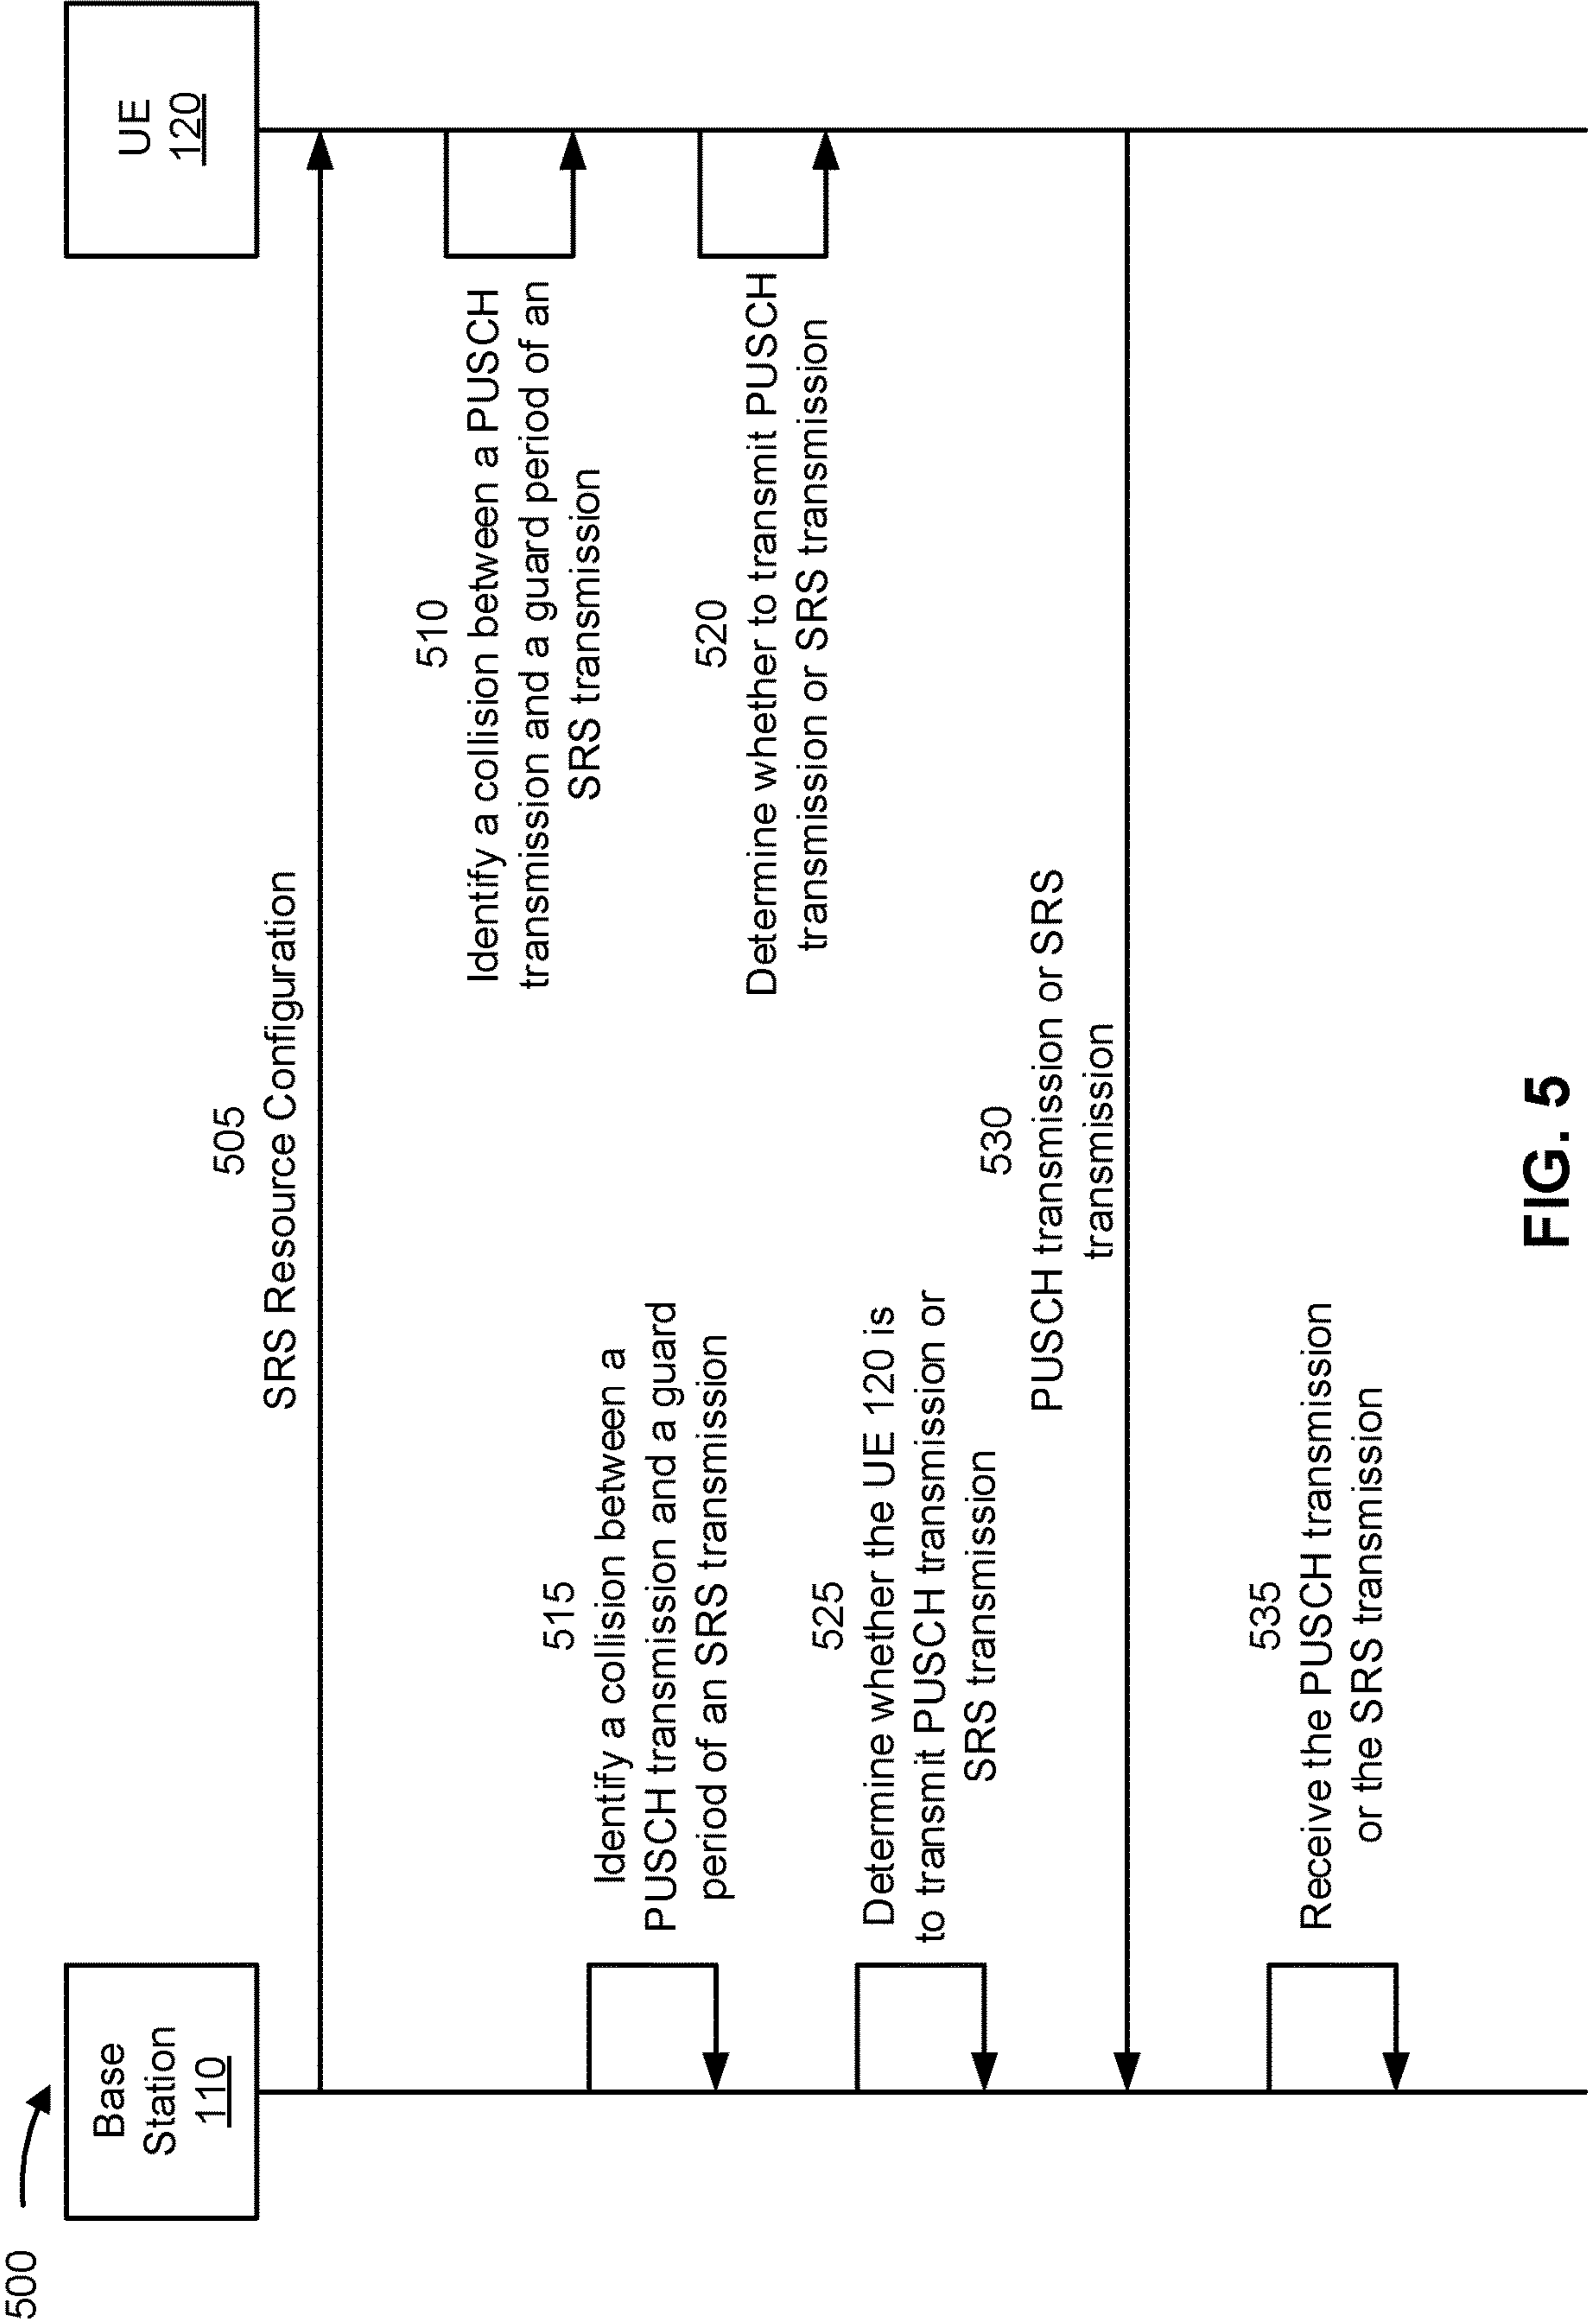 500
Base
Station
110
UE
120
505
SRS Resource Configuration
510
Identify a collision between a PUSCH
transmission and a guard period of an
SRS transmission
515
Identify a collision between a
PUSCH transmission and a guard
period of an SRS transmission
520
Determine whether to transmit PUSCH
transmission or SRS transmission
525
Determine whether the UE 120 is
to transmit PUSCH transmission or
SRS transmission
530
PUSCH transmission or SRS
transmission
535
Receive the PUSCH transmission
or the SRS transmission
FIG. 5